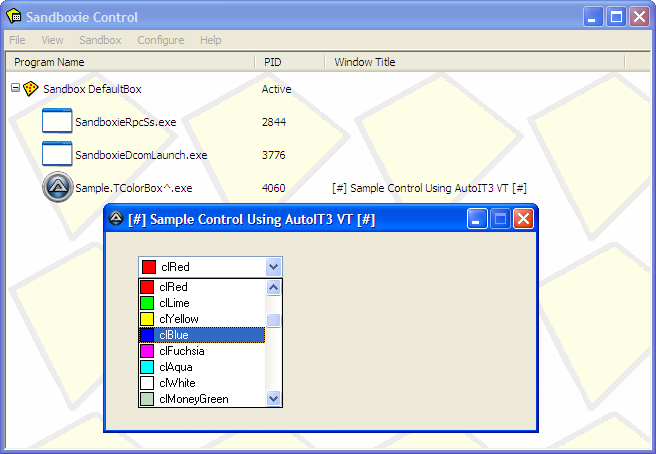 Sandboxie Control
File View Sandbox Configure Help
Program Name PID Window Title
Sandbox DefaultBox Active
SandboxieRpcSs.exe 2844
SandboxieDcomLaunch.exe 3776
Sample.TColorBox^.exe 4060 [#] Sample Control Using AutoIT3 VT [#]
[#] Sample Control Using AutoIT3 VT [#]
clRed
clRed
clLime
clYellow
clBlue
clFuchsia
clAqua
clWhite
clMoneyGreen